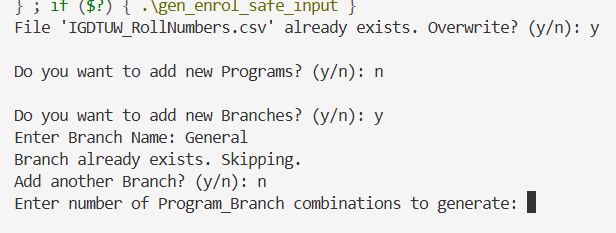 } ; if ($?) { .\gen_enrol_safe_input }
File 'IGDTUW_RollNumbers.csv' already exists. Overwrite? (y/n): y
Do you want to add new Programs? (y/n): n
Do you want to add new Branches? (y/n): y
Enter Branch Name: General
Branch already exists. Skipping.
Add another Branch? (y/n): n
Enter number of Program_Branch combinations to generate: